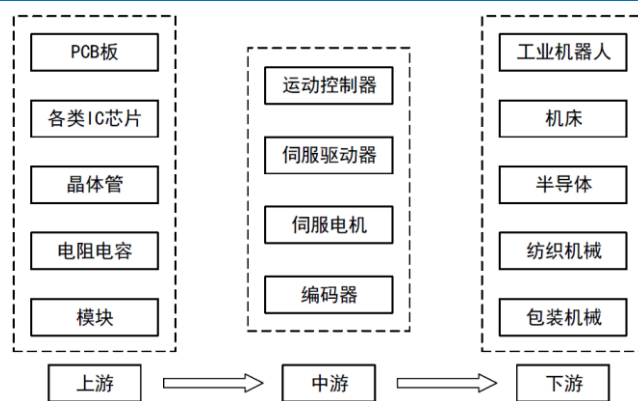 PCB板
各类IC芯片
晶体管
电阻电容
模块
上游
运动控制器
伺服驱动器
伺服电机
编码器
中游
工业机器人
机床
半导体
纺织机械
包装机械
下游